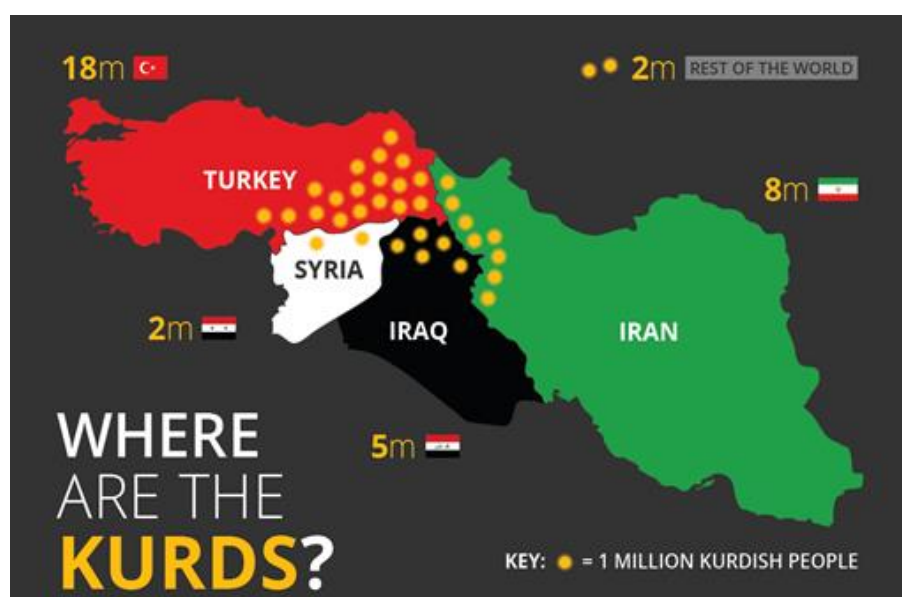 18m
2m REST OF THE WORLD
TURKEY
8m
SYRIA
2m
IRAQ
IRAN
5m
WHERE
ARE THE
KURDS?
KEY: = 1 MILLION KURDISH PEOPLE